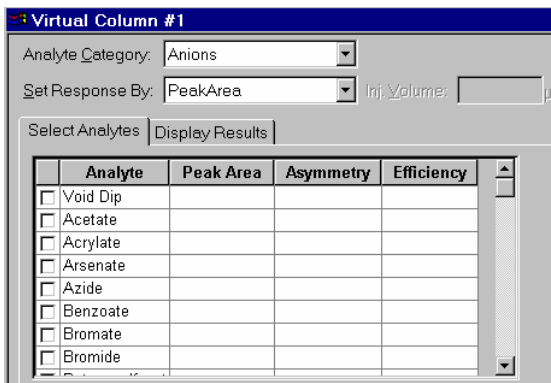 Virtual Column #1
Analyte Category: Anions
Set Response By: PeakArea Inj. Volume:
Select Analytes Display Results
Analyte Peak Area Asymmetry Efficiency
Void Dip
Acetate
Acrylate
Arsenate
Azide
Benzoate
Bromate
Bromide